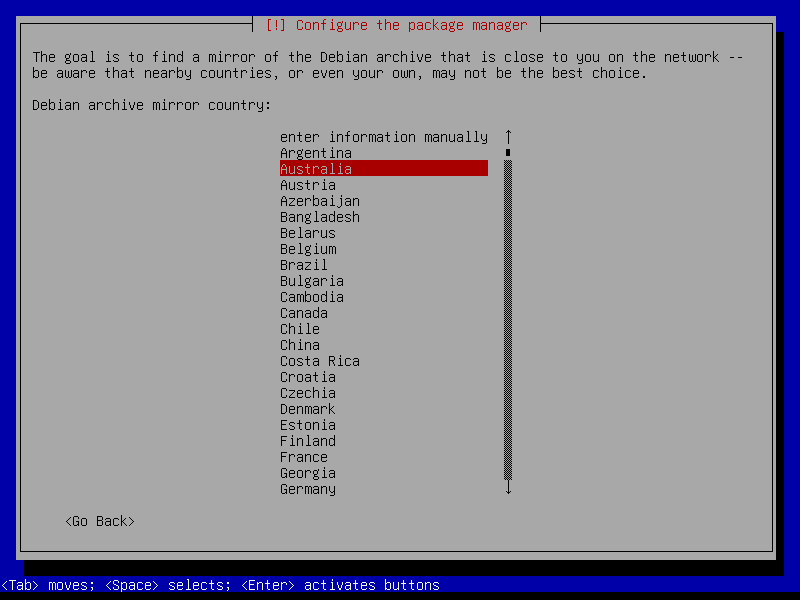 [!] Configure the package manager
The goal is to find a mirror of the Debian archive that is close to you on the network --
be aware that nearby countries, or even your own, may not be the best choice.
Debian archive mirror country:
enter information manually
Argentina
Australia
Austria
Azerbaijan
Bangladesh
Belarus
Belgium
Brazil
Bulgaria
Cambodia
Canada
Chile
China
Costa Rica
Croatia
Czechia
Denmark
Estonia
Finland
France
Georgia
Germany
<Go Back>
<Tab> moves; <Space> selects; <Enter> activates buttons